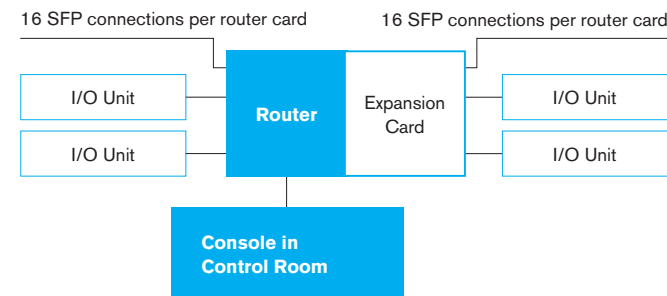 16 SFP connections per router card
16 SFP connections per router card
I/O Unit
Router
Expansion
Card
I/O Unit
I/O Unit
I/O Unit
Console in
Control Room